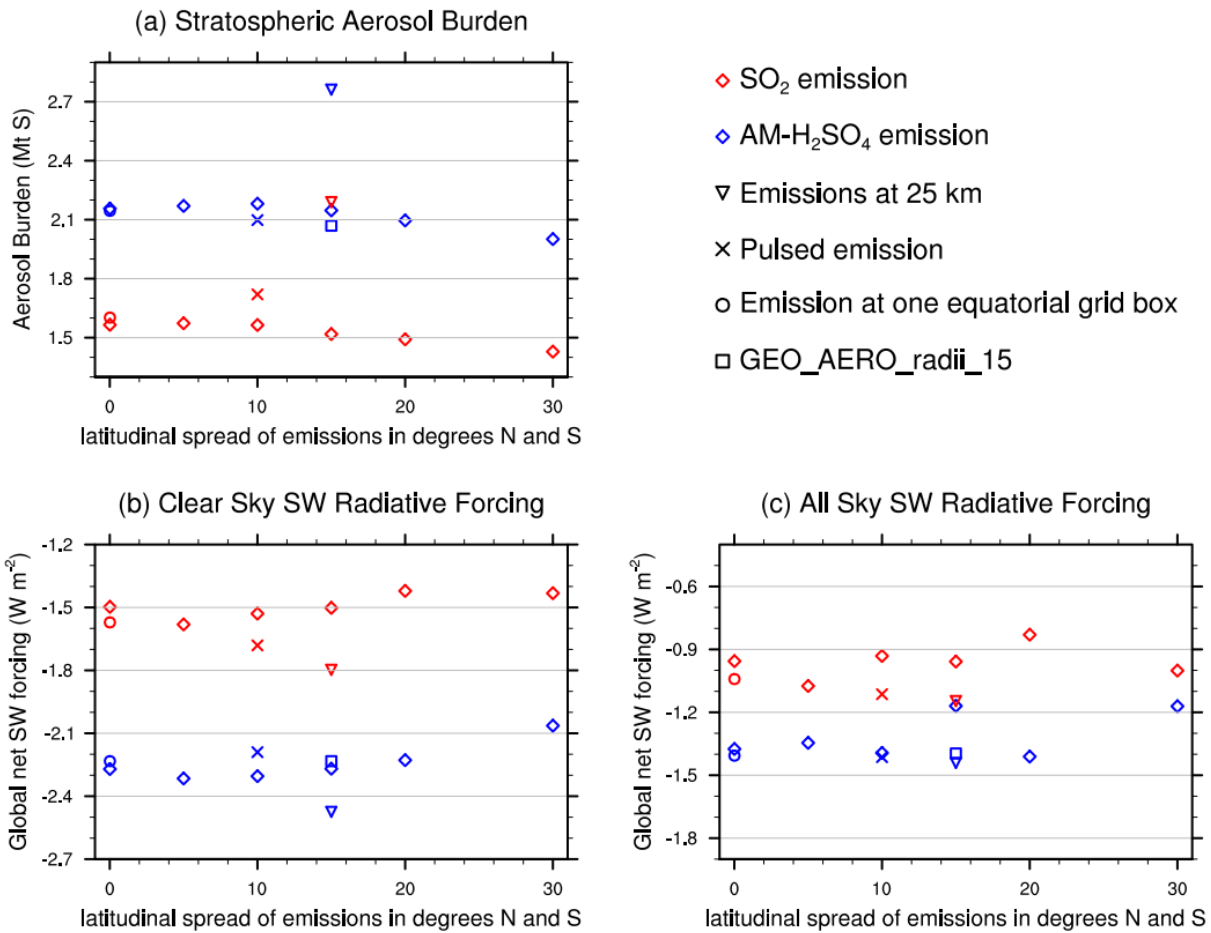 (a) Stratospheric Aerosol Burden
Aerosol Burden (Mt S)
2.7
2.4
2.1
1.8
1.5
0 10 20 30
latitudinal spread of emissions in degrees N and S
SO₂ emission
AM-H₂SO₄ emission
Emissions at 25 km
Pulsed emission
Emission at one equatorial grid box
GEO_AERO_radii_15
(b) Clear Sky SW Radiative Forcing
Global net SW forcing (W m⁻²)
-1.2
-1.5
-1.8
-2.1
-2.4
-2.7
0 10 20 30
latitudinal spread of emissions in degrees N and S
(c) All Sky SW Radiative Forcing
Global net SW forcing (W m⁻²)
-0.6
-0.9
-1.2
-1.5
-1.8
0 10 20 30
latitudinal spread of emissions in degrees N and S